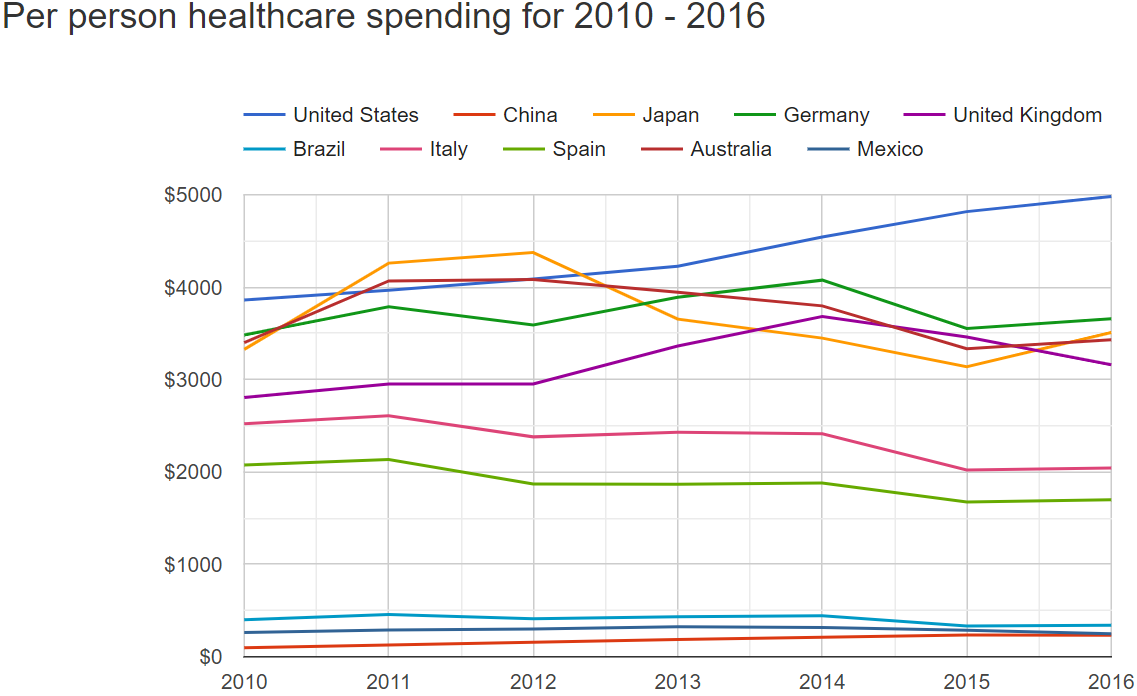 Per person healthcare spending for 2010 - 2016
United States China Japan Germany United Kingdom
Brazil Italy Spain Australia Mexico
$5000
$4000
$3000
$2000
$1000
$0
2010 2011 2012 2013 2014 2015 2016